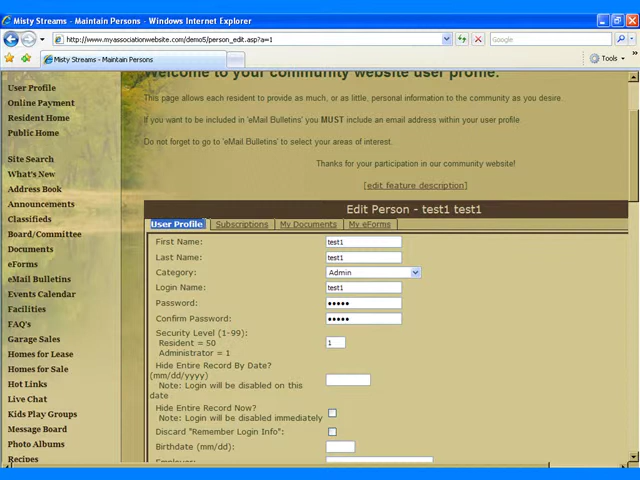 Misty Streams - Maintain Persons - Windows Internet Explorer
http://www.myassociationwebsite.com/demo5/person_edit.asp?a=1
Google
Misty Streams - Maintain Persons
Tools
User Profile
Online Payment
Resident Home
Public Home
Site Search
What's New
Address Book
Announcements
Classifieds
Board/Committee
Documents
eForms
eMail Bulletins
Events Calendar
Facilities
FAQ's
Garage Sales
Homes for Lease
Homes for Sale
Hot Links
Live Chat
Kids Play Groups
Message Board
Photo Albums
Recipes
Welcome to your community website user profile.
This page allows each resident to provide as much, or as little, personal information to the community as you desire.
If you want to be included in 'eMail Bulletins' you MUST include an email address within your user profile.
Do not forget to go to 'eMail Bulletins' to select your areas of interest.
Thanks for your participation in our community website!
[edit feature description]
Edit Person - test1 test1
User Profile Subscriptions My Documents My eForms
First Name: test1
Last Name: test1
Category: Admin
Login Name: test1
Password: •••••
Confirm Password: •••••
Security Level (1-99):
Resident = 50 1
Administrator = 1
Hide Entire Record By Date?
(mm/dd/yyyy)
Note: Login will be disabled on this
date
Hide Entire Record Now?
Note: Login will be disabled immediately
Discard "Remember Login Info":
Birthdate (mm/dd):
Employer: